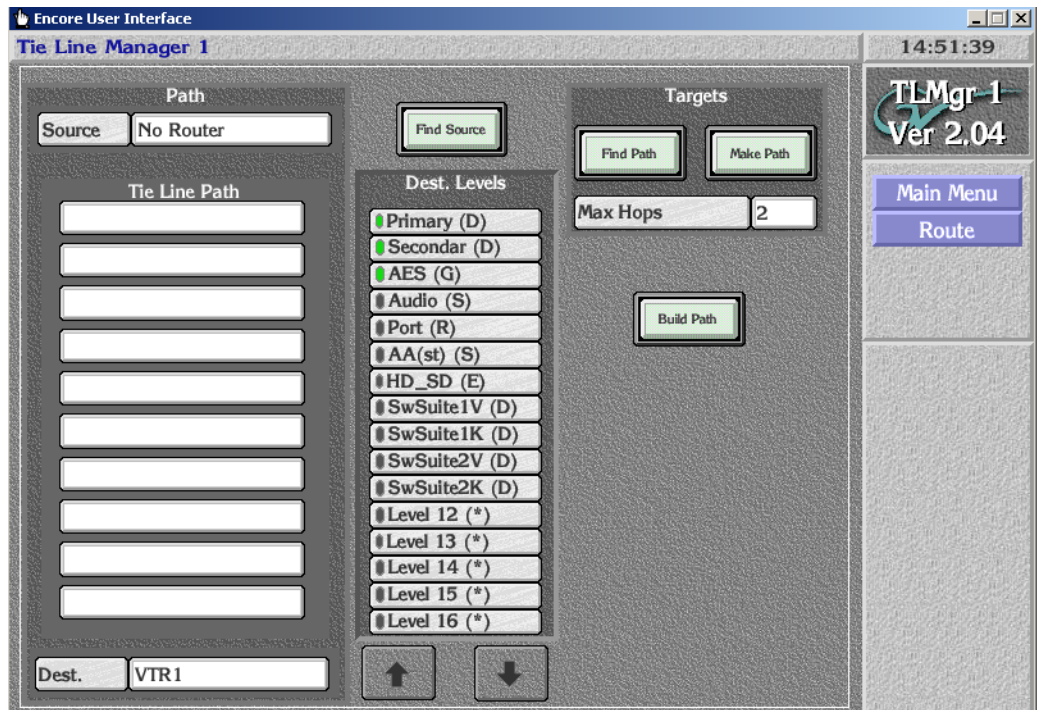 Encore User Interface
Tie Line Manager 1
14:51:39
Path
Source No Router
Tie Line Path
Dest. VTR1
Find Source
Dest. Levels
Primary (D)
Secondar (D)
AES (G)
Audio (S)
Port (R)
AA(st) (S)
HD_SD (E)
SwSuite1V (D)
SwSuite1K (D)
SwSuite2V (D)
SwSuite2K (D)
Level 12 (*)
Level 13 (*)
Level 14 (*)
Level 15 (*)
Level 16 (*)
Targets
Find Path Make Path
Max Hops 2
Build Path
TLMgr-1
Ver 2.04
Main Menu
Route